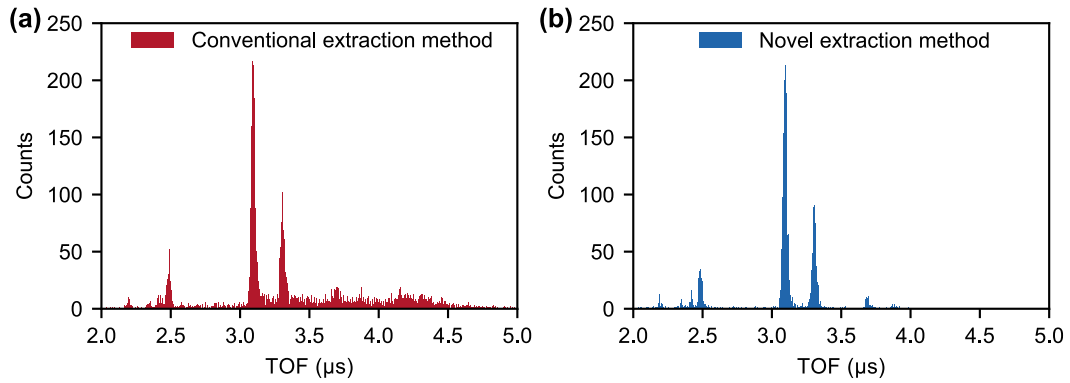 (a)
250
200
150
100
50
0
Counts
Conventional extraction method
2.0 2.5 3.0 3.5 4.0 4.5 5.0
TOF (µs)
(b)
250
200
150
100
50
0
Counts
Novel extraction method
2.0 2.5 3.0 3.5 4.0 4.5 5.0
TOF (µs)